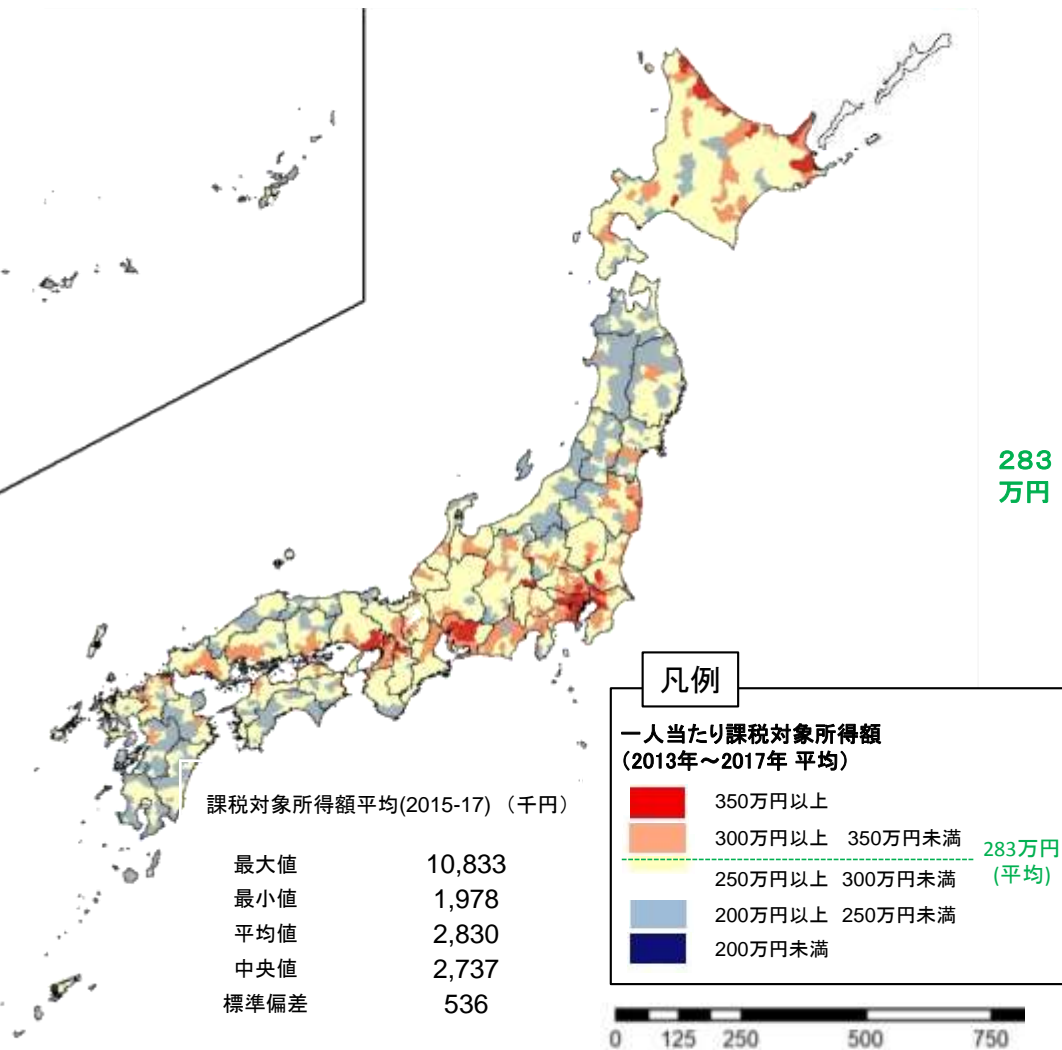 283
万円
凡例
一人当たり課税対象所得額
（2013年～2017年 平均）
350万円以上
300万円以上 350万円未満
283万円
(平均)
250万円以上 300万円未満
200万円以上 250万円未満
200万円未満
課税対象所得額平均(2015-17) （千円）
最大値 10,833
最小値 1,978
平均値 2,830
中央値 2,737
標準偏差 536
0 125 250 500 750